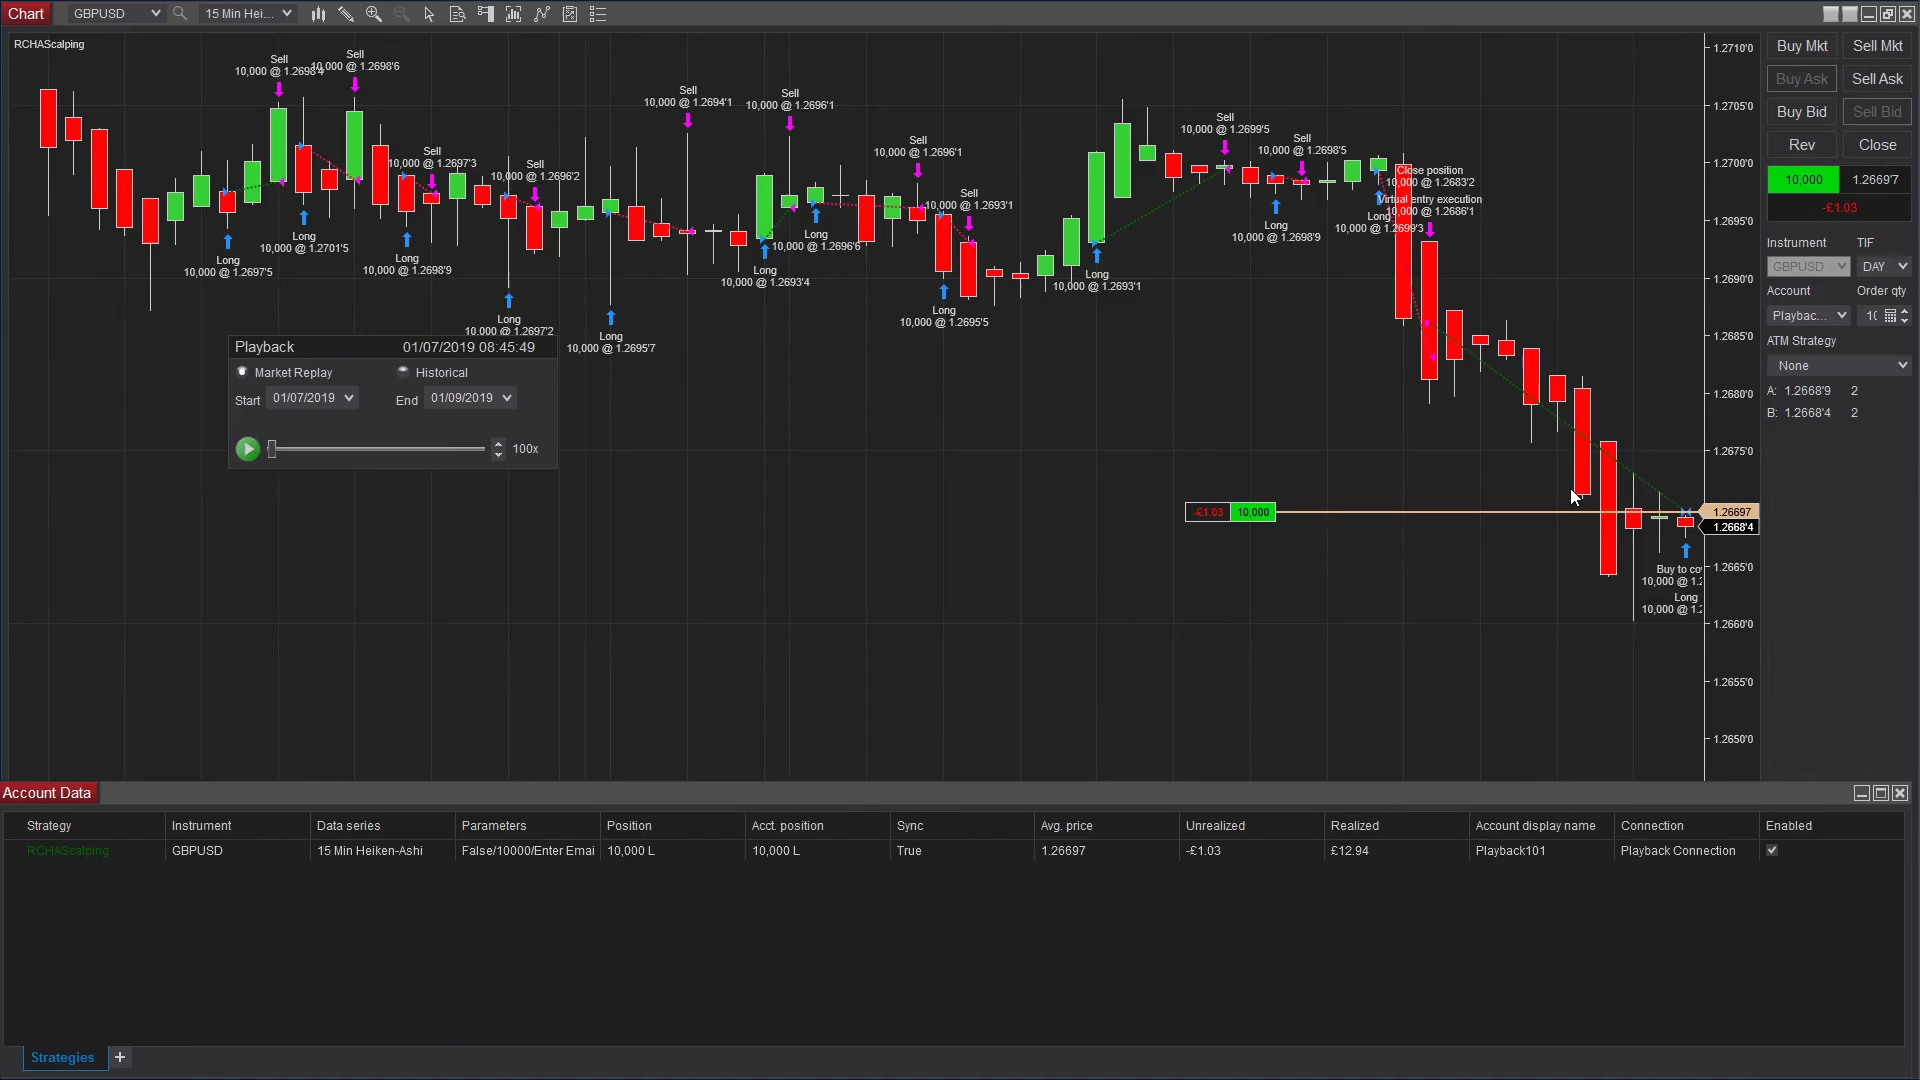 Chart GBPUSD 15 Min Hei...
RCHAScalping
Sell
10,000 @ 1.2698'4
Sell
10,000 @ 1.2698'6
Sell
10,000 @ 1.2697'3
Sell
10,000 @ 1.2696'2
Sell
10,000 @ 1.2694'1
Sell
10,000 @ 1.2696'1
Sell
10,000 @ 1.2696'1
Sell
10,000 @ 1.2693'1
Sell
10,000 @ 1.2699'5
Sell
10,000 @ 1.2698'5
Close position
10,000 @ 1.2683'2
Virtual entry execution
10,000 @ 1.2686'1
Long
10,000 @ 1.2697'5
Long
10,000 @ 1.2701'5
Long
10,000 @ 1.2698'9
Long
10,000 @ 1.2697'2
Long
10,000 @ 1.2695'7
Long
10,000 @ 1.2693'4
Long
10,000 @ 1.2696'6
Long
10,000 @ 1.2695'5
Long
10,000 @ 1.2693'1
Long
10,000 @ 1.2698'9
Long
10,000 @ 1.2699'3
Buy to co
10,000 @ 1.2
Long
10,000 @ 1.2
Playback 01/07/2019 08:45:49
Market Replay Historical
Start 01/07/2019 End 01/09/2019
100x
-£1.03 10,000
1.2710'0
1.2705'0
1.2700'0
1.2695'0
1.2690'0
1.2685'0
1.2680'0
1.2675'0
1.26697
1.2668'4
1.2665'0
1.2660'0
1.2655'0
1.2650'0
Buy Mkt Sell Mkt
Buy Ask Sell Ask
Buy Bid Sell Bid
Rev Close
10,000 1.2669'7
-£1.03
Instrument TIF
GBPUSD DAY
Account Order qty
Playbac... 1
ATM Strategy
None
A: 1.2668'9 2
B: 1.2668'4 2
Account Data
Strategy Instrument Data series Parameters Position Acct. position Sync Avg. price Unrealized Realized Account display name Connection Enabled
RCHAScalping GBPUSD 15 Min Heiken-Ashi False/10000/Enter Emai 10,000 L 10,000 L True 1.26697 -£1.03 £12.94 Playback101 Playback Connection
Strategies +